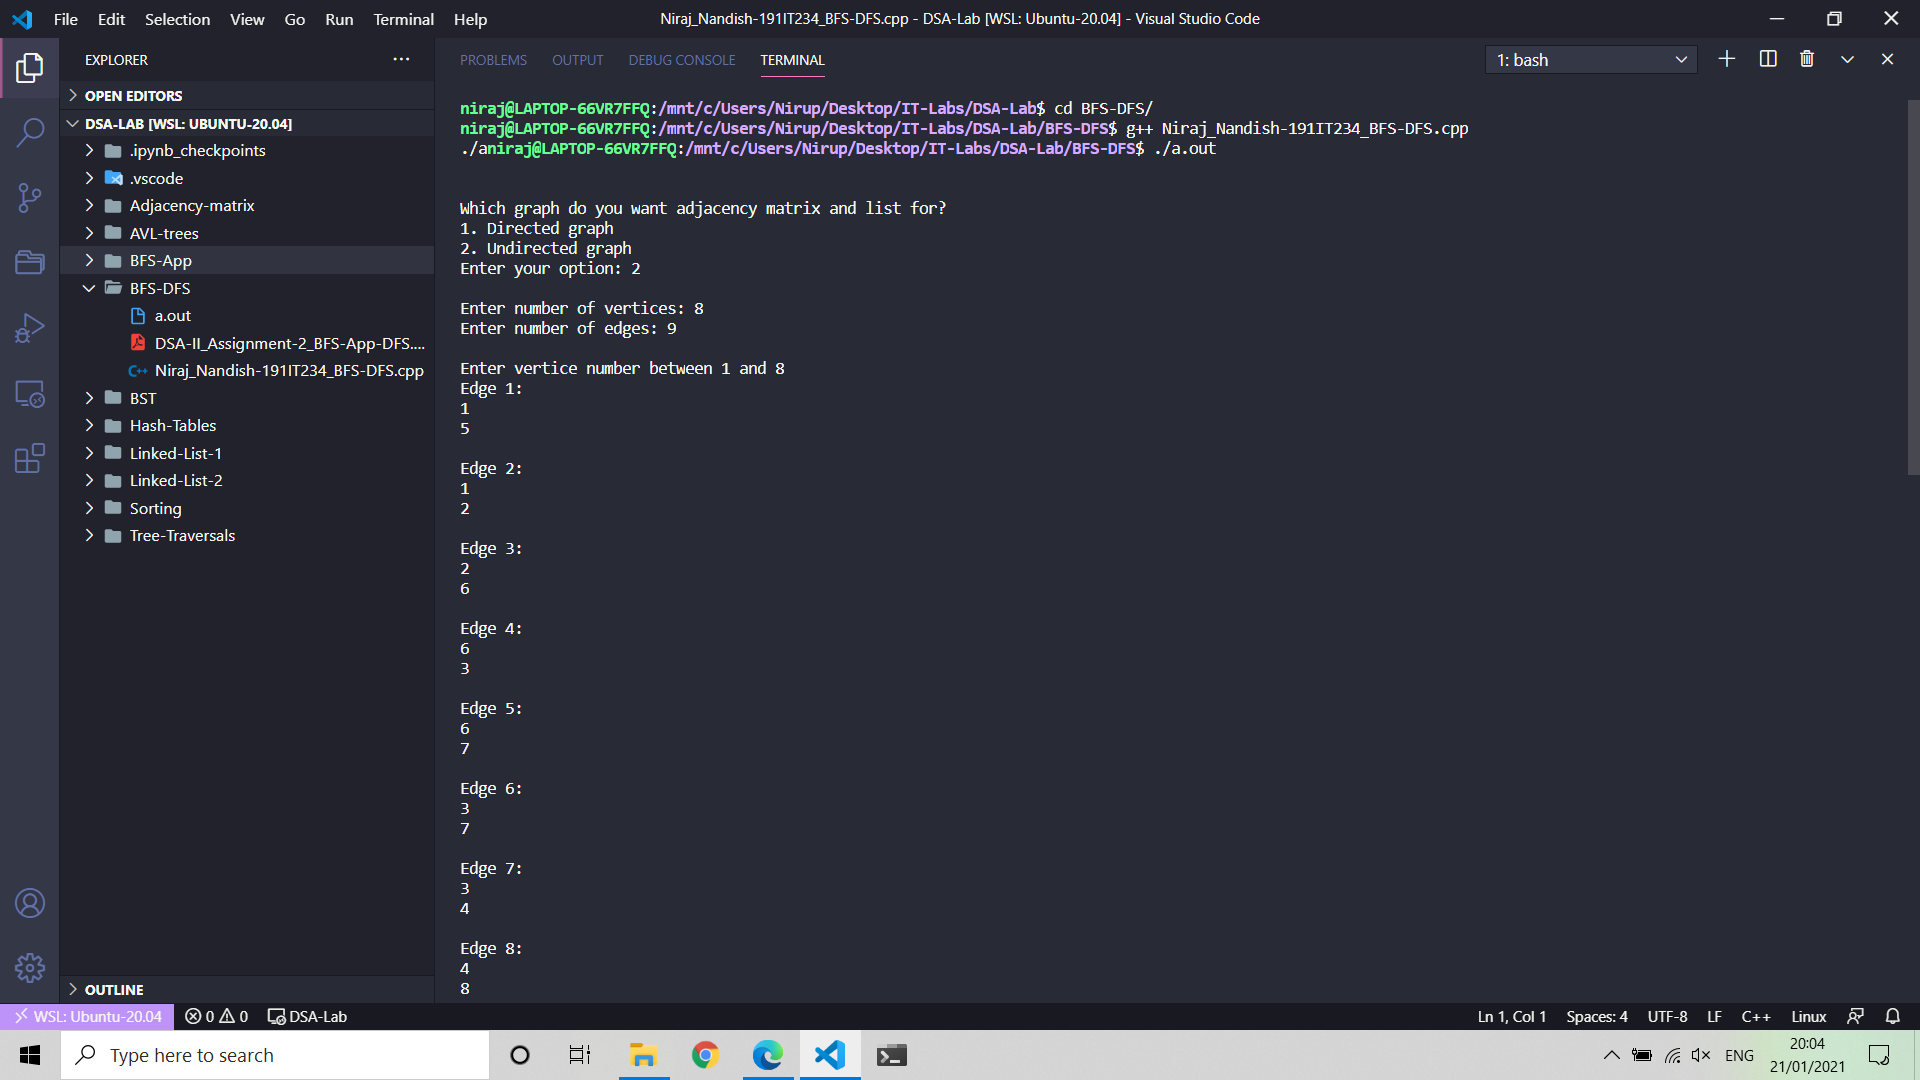 File Edit Selection View Go Run Terminal Help
Niraj_Nandish-191IT234_BFS-DFS.cpp - DSA-Lab [WSL: Ubuntu-20.04] - Visual Studio Code
EXPLORER
OPEN EDITORS
DSA-LAB [WSL: UBUNTU-20.04]
.ipynb_checkpoints
.vscode
Adjacency-matrix
AVL-trees
BFS-App
BFS-DFS
a.out
DSA-II_Assignment-2_BFS-App-DFS....
Niraj_Nandish-191IT234_BFS-DFS.cpp
BST
Hash-Tables
Linked-List-1
Linked-List-2
Sorting
Tree-Traversals
OUTLINE
PROBLEMS OUTPUT DEBUG CONSOLE TERMINAL
1: bash
niraj@LAPTOP-66VR7FFQ:/mnt/c/Users/Nirup/Desktop/IT-Labs/DSA-Lab$ cd BFS-DFS/
niraj@LAPTOP-66VR7FFQ:/mnt/c/Users/Nirup/Desktop/IT-Labs/DSA-Lab/BFS-DFS$ g++ Niraj_Nandish-191IT234_BFS-DFS.cpp
./aniraj@LAPTOP-66VR7FFQ:/mnt/c/Users/Nirup/Desktop/IT-Labs/DSA-Lab/BFS-DFS$ ./a.out
Which graph do you want adjacency matrix and list for?
1. Directed graph
2. Undirected graph
Enter your option: 2
Enter number of vertices: 8
Enter number of edges: 9
Enter vertice number between 1 and 8
Edge 1:
1
5
Edge 2:
1
2
Edge 3:
2
6
Edge 4:
6
3
Edge 5:
6
7
Edge 6:
3
7
Edge 7:
3
4
Edge 8:
4
8
WSL: Ubuntu-20.04 0 0 DSA-Lab
Ln 1, Col 1 Spaces: 4 UTF-8 LF C++ Linux
Type here to search
ENG
20:04
21/01/2021